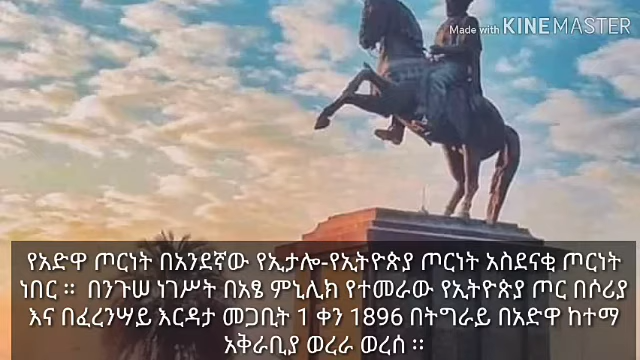 Made with KINEMASTER
የአድዋ ጦርነት በአንደኛው የኢታሎ-የኢትዮጵያ ጦርነት አስደናቂ ጦርነት
ነበር ። በንጉሠ ነገሥት በአፄ ምኒሊክ የተመራው የኢትዮጵያ ጦር በሶሪያ
እና በፈረንሣይ እርዳታ መጋቢት 1 ቀን 1896 በትግራይ በአድዋ ከተማ
አቅራቢያ ወረራ ወረሰ ፡፡